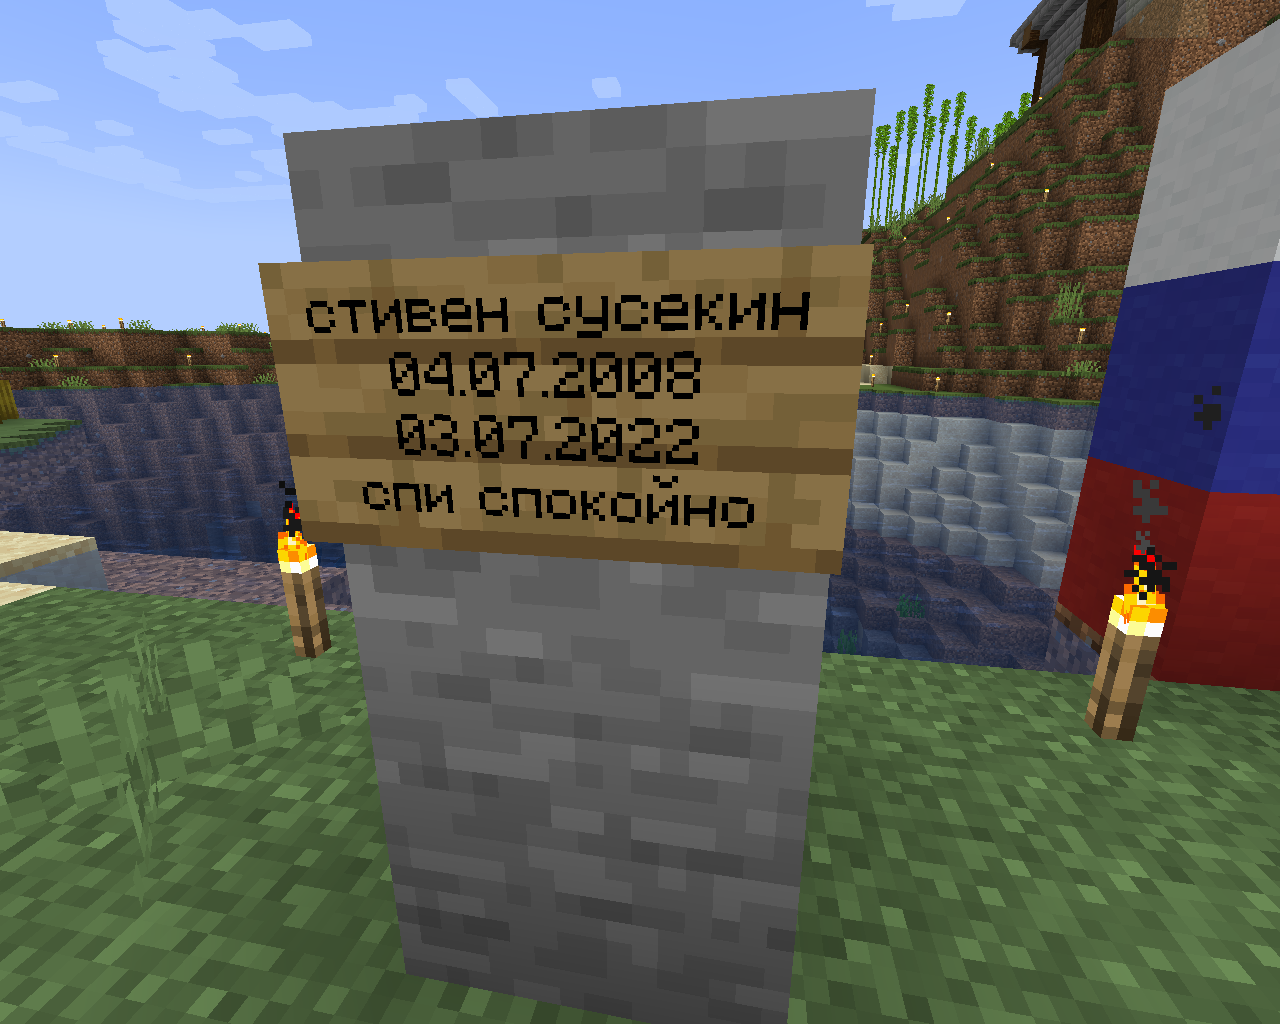 стивен сусекин
04.07.2008
03.07.2022
спи спокойно